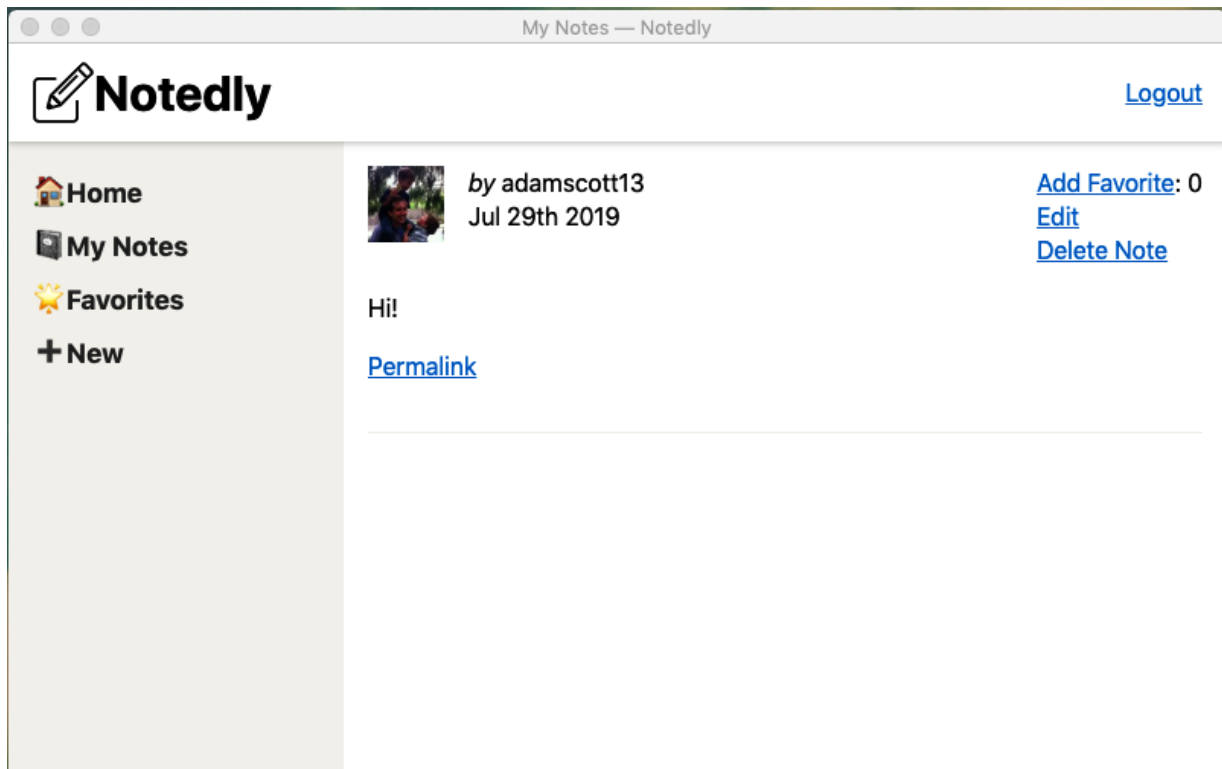 My Notes — Notedly
Notedly
Logout
Home
My Notes
Favorites
New
by adamscott13
Jul 29th 2019
Add Favorite: 0
Edit
Delete Note
Hi!
Permalink